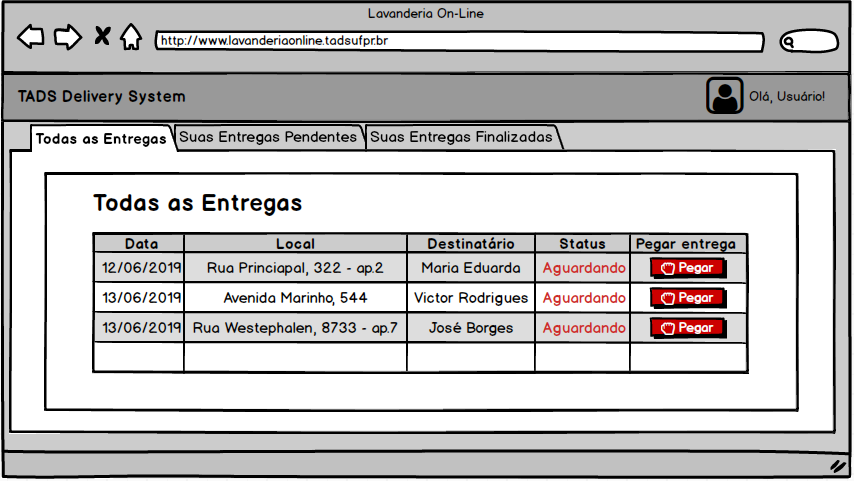 Lavanderia On-Line
http://www.lavanderiaonline.tadsufpr.br
TADS Delivery System
Olá, Usuário!
Todas as Entregas Suas Entregas Pendentes Suas Entregas Finalizadas
Todas as Entregas
Data Local Destinatário Status Pegar entrega
12/06/2019 Rua Princiapal, 322 - ap.2 Maria Eduarda Aguardando Pegar
13/06/2019 Avenida Marinho, 544 Victor Rodrigues Aguardando Pegar
13/06/2019 Rua Westephalen, 8733 - ap.7 José Borges Aguardando Pegar